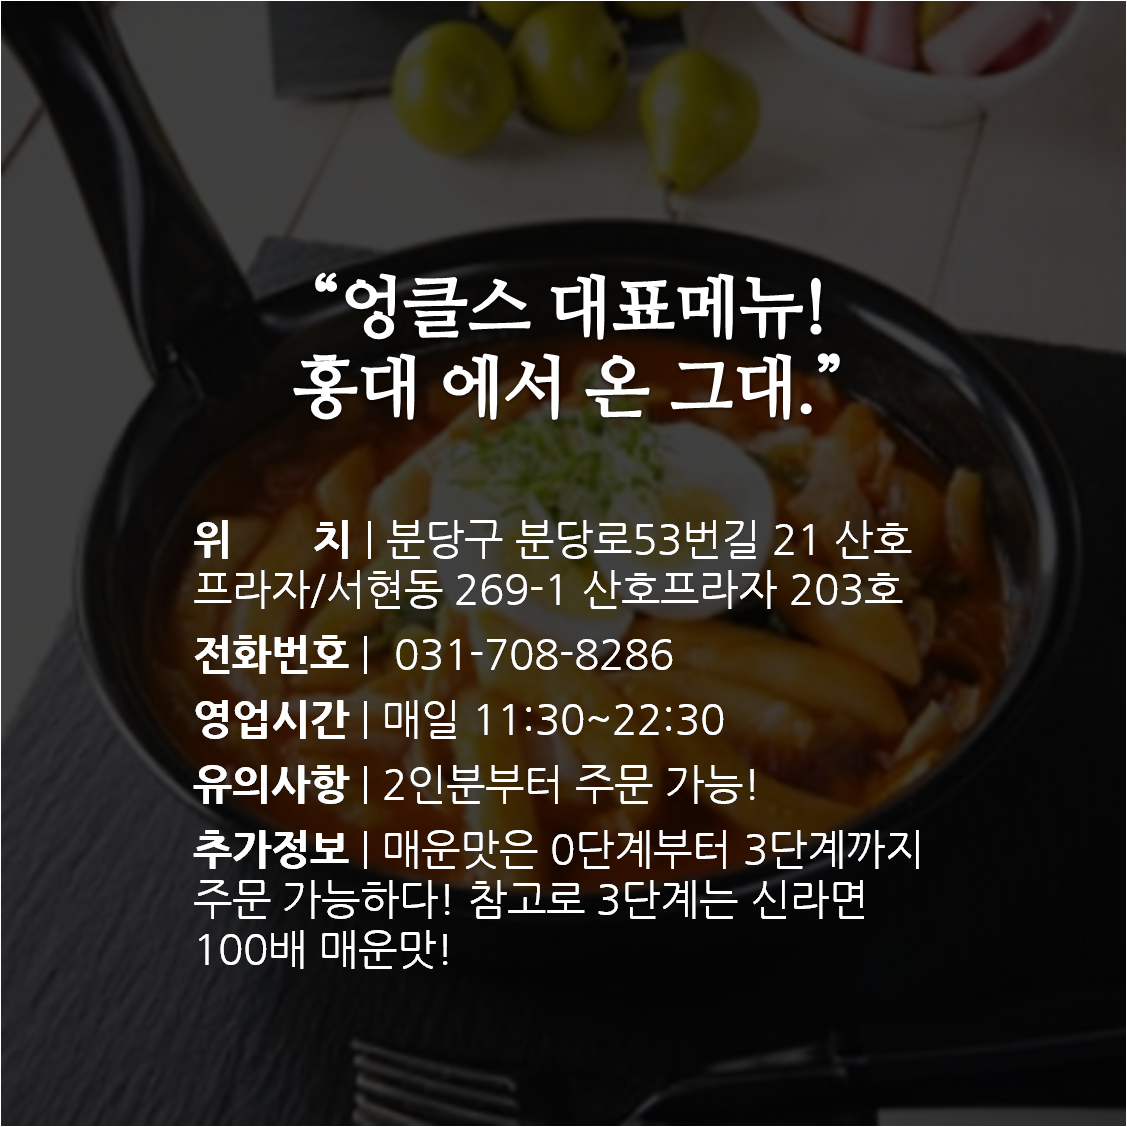 “엉클스 대표메뉴!
홍대 에서 온 그대.”
위 치 | 분당구 분당로53번길 21 산호
프라자/서현동 269-1 산호프라자 203호
전화번호 | 031-708-8286
영업시간 | 매일 11:30~22:30
유의사항 | 2인분부터 주문 가능!
추가정보 | 매운맛은 0단계부터 3단계까지
주문 가능하다! 참고로 3단계는 신라면
100배 매운맛!